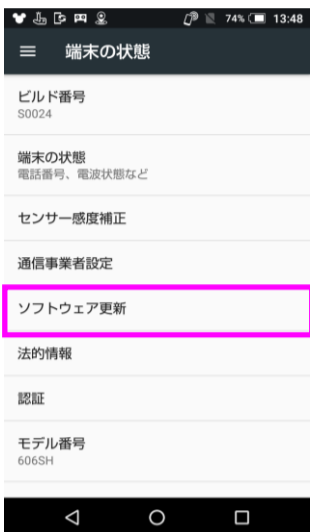 74% 13:48
端末の状態
ビルド番号
S0024
端末の状態
電話番号、電波状態など
センサー感度補正
通信事業者設定
ソフトウェア更新
法的情報
認証
モデル番号
606SH